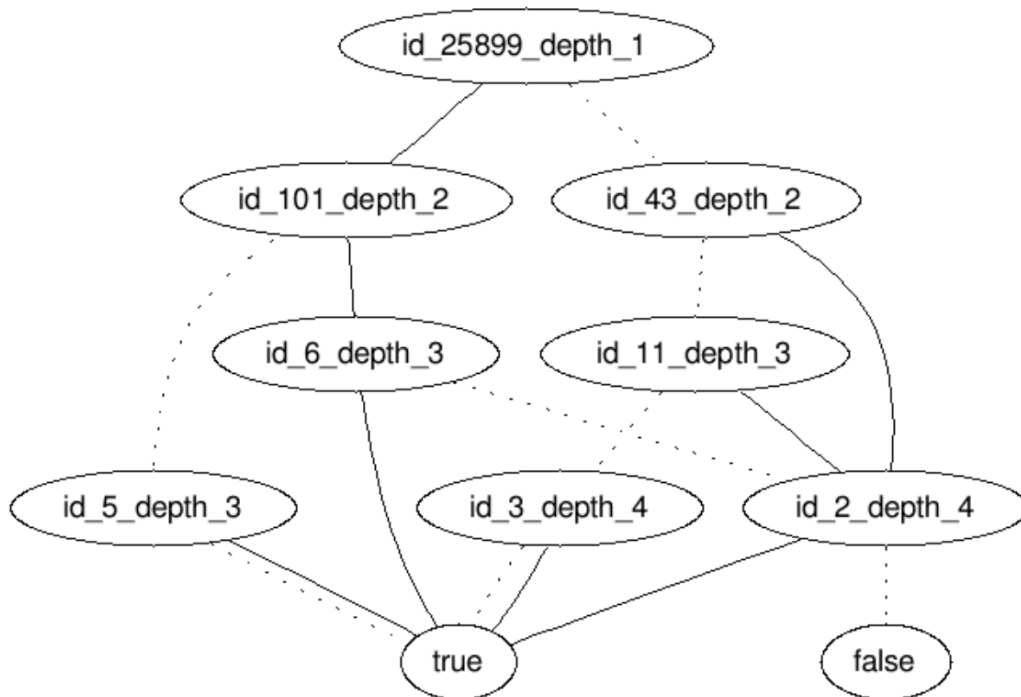 id_25899_depth_1
id_101_depth_2
id_43_depth_2
id_6_depth_3
id_11_depth_3
id_5_depth_3
id_3_depth_4
id_2_depth_4
true
false